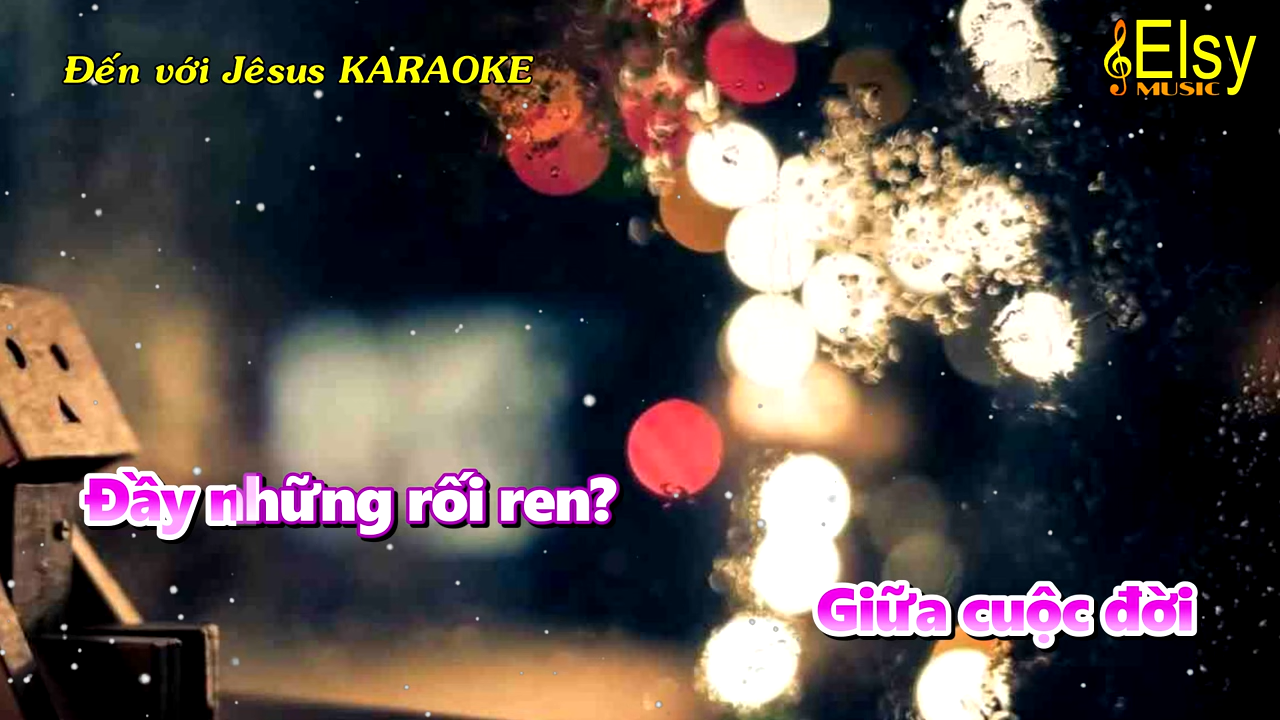 Đến với Jêsus KARAOKE
Elsy
MUSIC
Đầy những rối ren?
Giữa cuộc đời